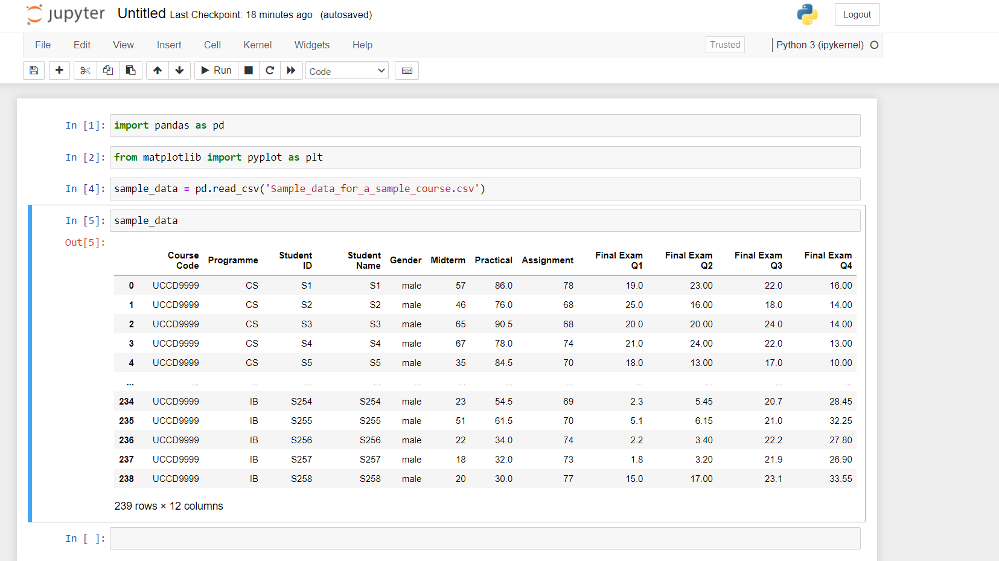 jupyter Untitled Last Checkpoint: 18 minutes ago (autosaved) Logout
File Edit View Insert Cell Kernel Widgets Help Trusted Python 3 (ipykernel)
Run Code
In [1]: import pandas as pd
In [2]: from matplotlib import pyplot as plt
In [4]: sample_data = pd.read_csv('Sample_data_for_a_sample_course.csv')
In [5]: sample_data
Out[5]:
Course Code Programme Student ID Student Name Gender Midterm Practical Assignment Final Exam Q1 Final Exam Q2 Final Exam Q3 Final Exam Q4
0 UCCD9999 CS S1 S1 male 57 86.0 78 19.0 23.00 22.0 16.00
1 UCCD9999 CS S2 S2 male 46 76.0 68 25.0 16.00 18.0 14.00
2 UCCD9999 CS S3 S3 male 65 90.5 68 20.0 20.00 24.0 14.00
3 UCCD9999 CS S4 S4 male 67 78.0 74 21.0 24.00 22.0 13.00
4 UCCD9999 CS S5 S5 male 35 84.5 70 18.0 13.00 17.0 10.00
... ... ... ... ... ... ... ... ... ... ... ... ...
234 UCCD9999 IB S254 S254 male 23 54.5 69 2.3 5.45 20.7 28.45
235 UCCD9999 IB S255 S255 male 51 61.5 70 5.1 6.15 21.0 32.25
236 UCCD9999 IB S256 S256 male 22 34.0 74 2.2 3.40 22.2 27.80
237 UCCD9999 IB S257 S257 male 18 32.0 73 1.8 3.20 21.9 26.90
238 UCCD9999 IB S258 S258 male 20 30.0 77 15.0 17.00 23.1 33.55
239 rows × 12 columns
In [ ]: